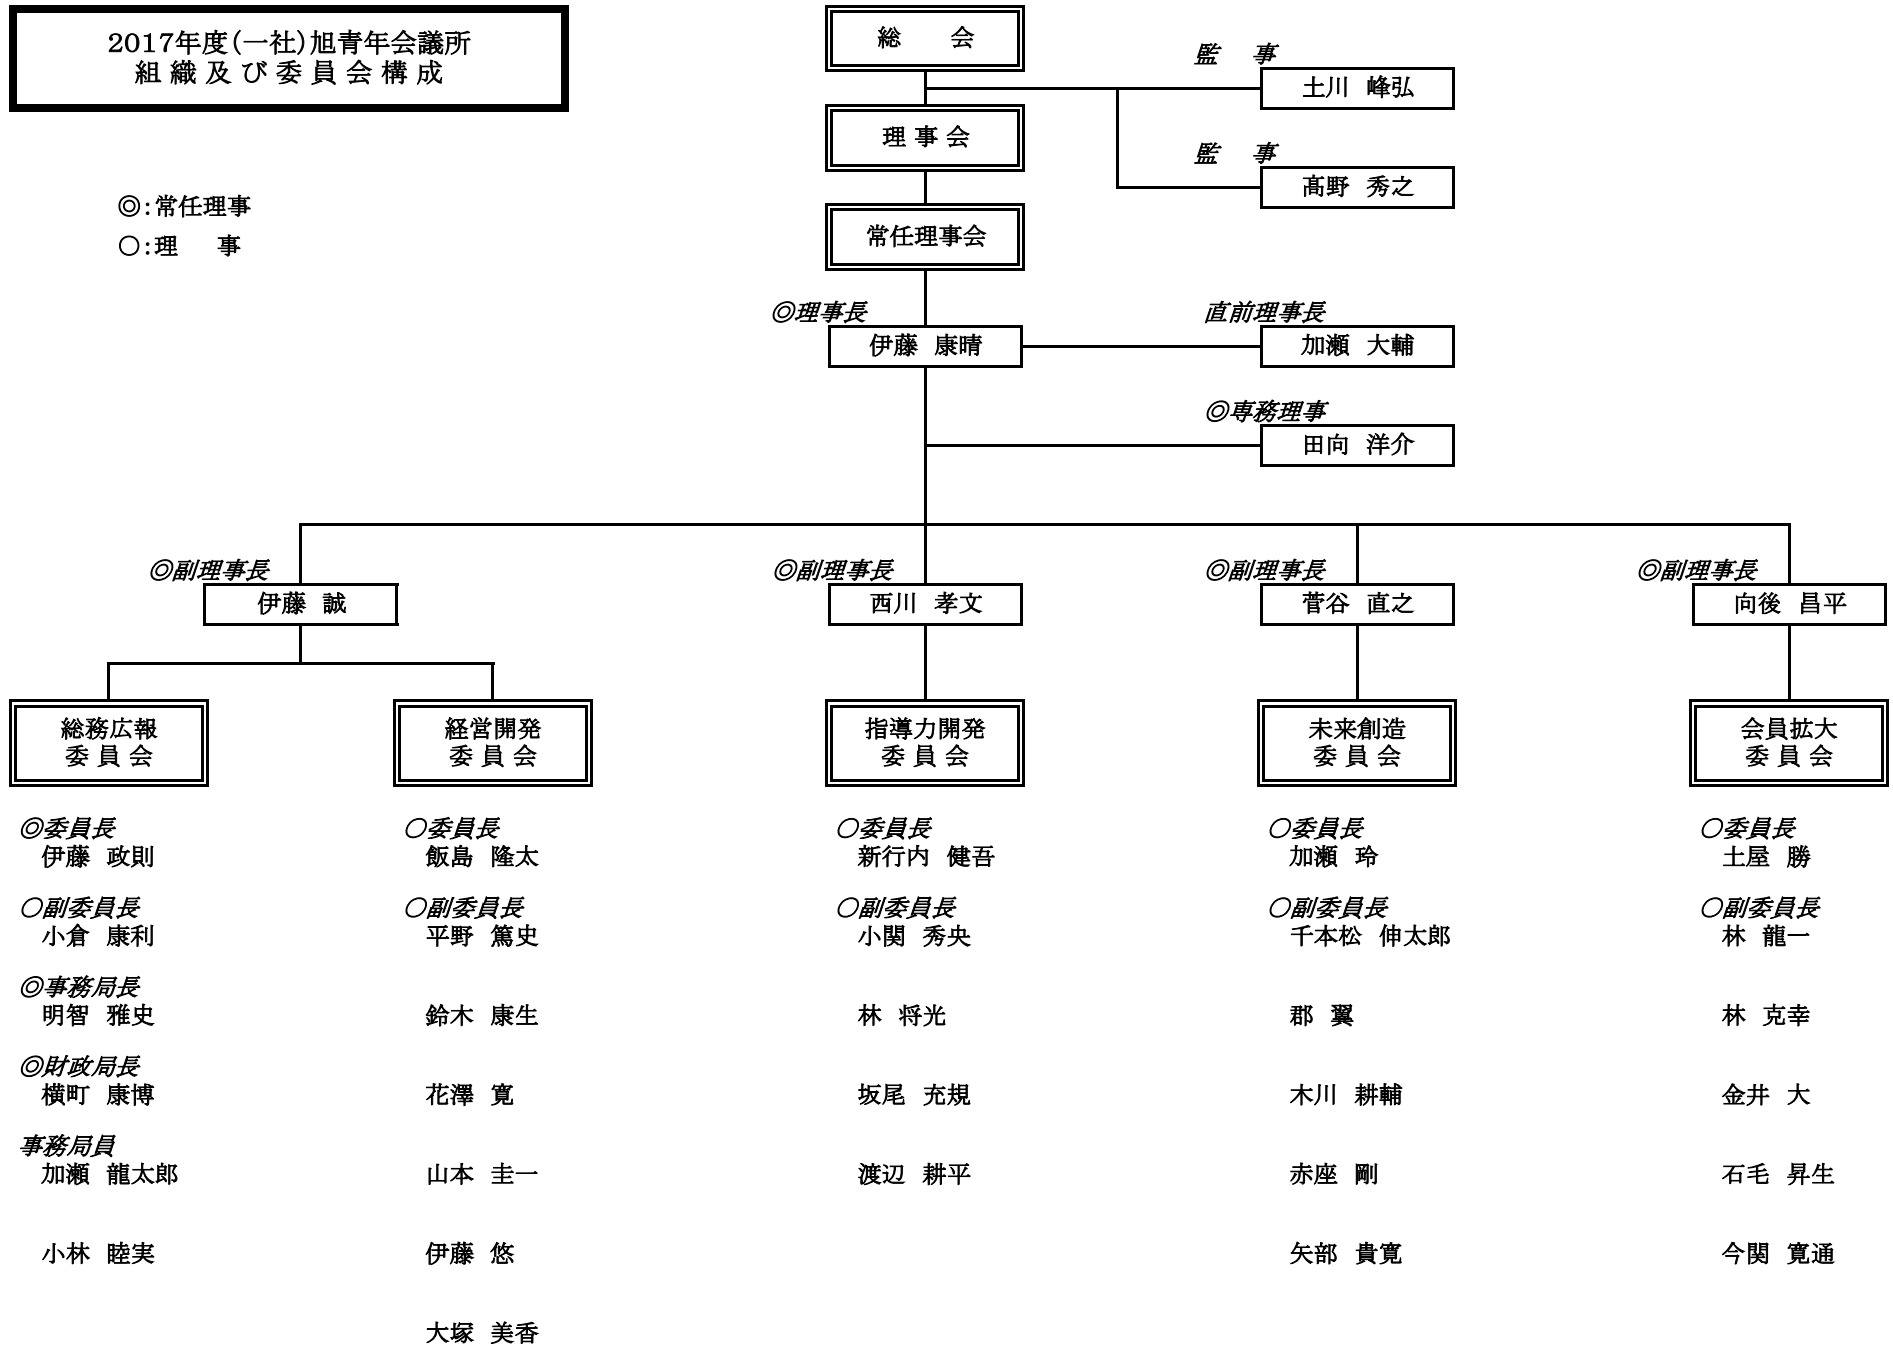 2017年度（一社）旭青年会議所
組 織 及 び 委 員 会 構 成
◎：常任理事
○：理　事
総　会
監　事
土川　峰弘
理 事 会
監　事
髙野　秀之
常任理事会
◎理事長
伊藤　康晴
直前理事長
加瀬　大輔
◎専務理事
田向　洋介
◎副理事長
伊藤　誠
◎副理事長
西川　孝文
◎副理事長
菅谷　直之
◎副理事長
向後　昌平
総務広報
委 員 会
◎委員長
伊藤　政則
○副委員長
小倉　康利
◎事務局長
明智　雅史
◎財政局長
横町　康博
事務局員
加瀬　龍太郎
小林　睦実
経営開発
委 員 会
○委員長
飯島　隆太
○副委員長
平野　篤史
鈴木　康生
花澤　寛
山本　圭一
伊藤　悠
大塚　美香
指導力開発
委 員 会
○委員長
新行内　健吾
○副委員長
小関　秀央
林　将光
坂尾　充規
渡辺　耕平
未来創造
委 員 会
○委員長
加瀬　玲
○副委員長
千本松　伸太郎
郡　翼
木川　耕輔
赤座　剛
矢部　貴寛
会員拡大
委 員 会
○委員長
土屋　勝
○副委員長
林　龍一
林　克幸
金井　大
石毛　昇生
今関　寛通